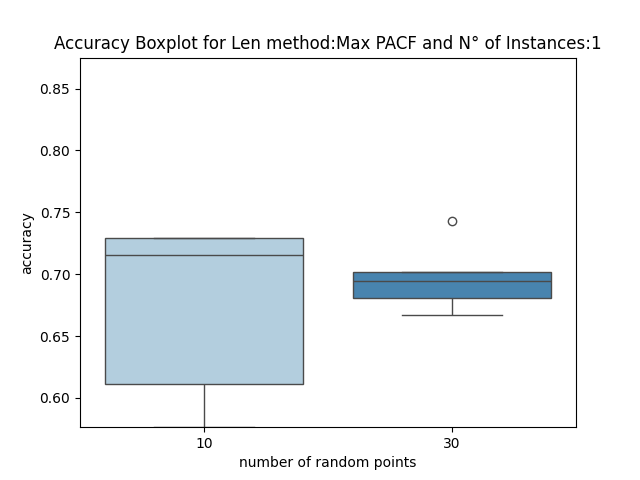 Accuracy Boxplot for Len method:Max PACF and N° of Instances:1
0.85
0.80
0.75
0.70
0.65
0.60
accuracy
10 30
number of random points